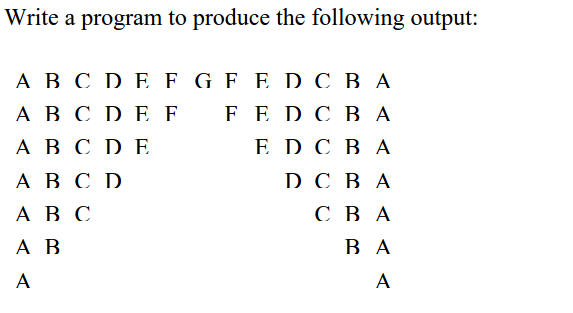 Write a program to produce the following output:
A B C D E F G F E D C B A
A B C D E F   F E D C B A
A B C D E       E D C B A
A B C D           D C B A
A B C               C B A
A B                   B A
A                       A